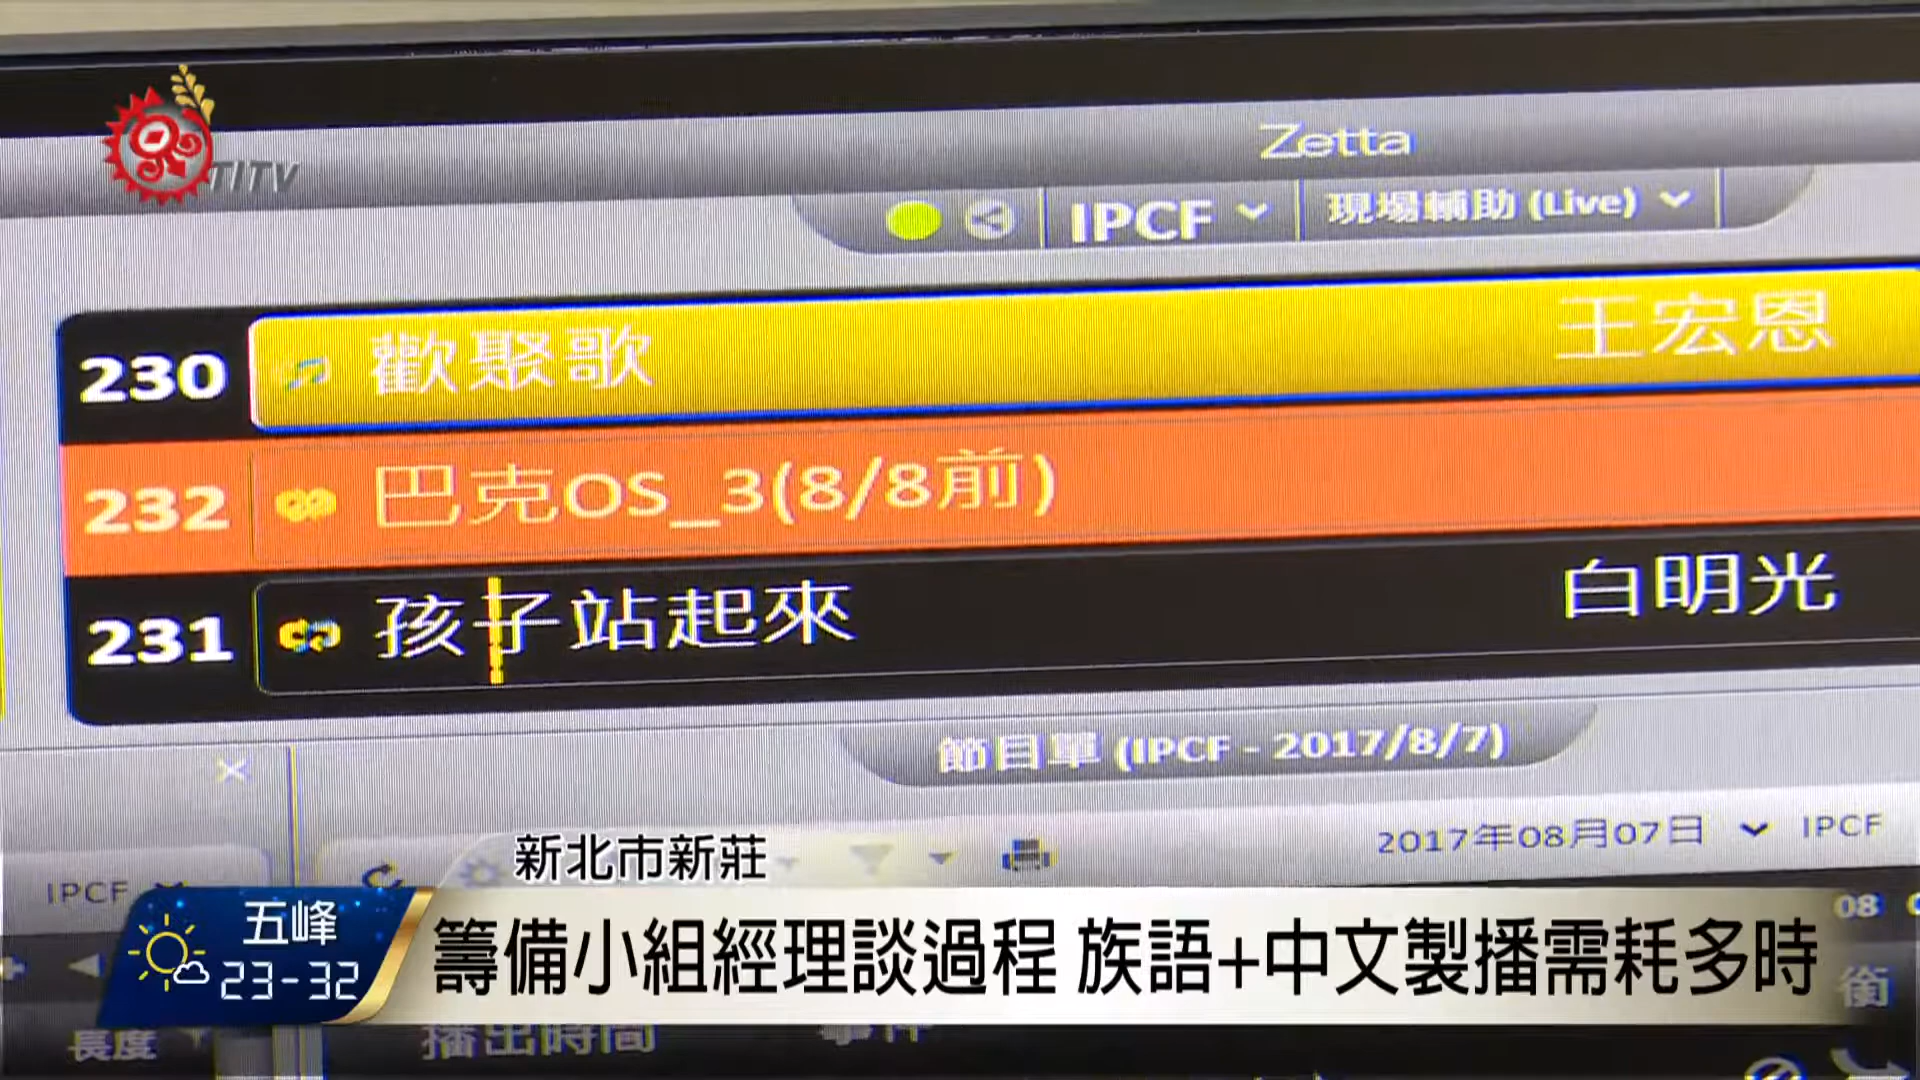 TITV
Zetta
IPCF
現場輔助 (Live)
230 歡聚歌 王宏恩
232 巴克OS_3(8/8前)
231 孩子站起來 白明光
節目單 (IPCF - 2017/8/7)
2017年08月07日 IPCF
新北市新莊
IPCF
五峰
23-32
籌備小組經理談過程 族語+中文製播需耗多時
08
衝
長度
播出時間
事件